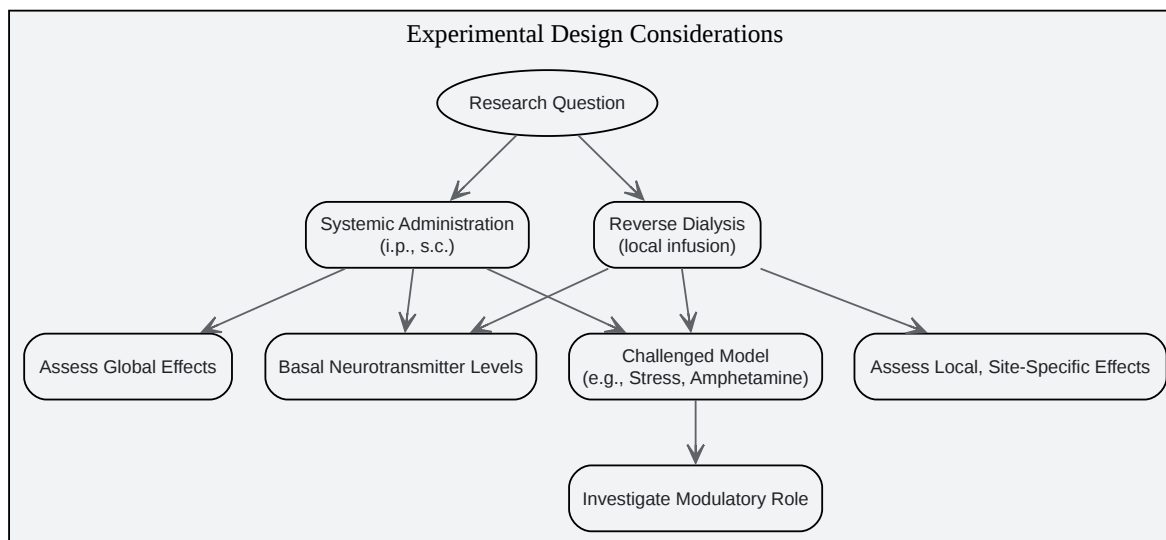 Experimental Design Considerations
Research Question
Systemic Administration
(i.p., s.c.)
Reverse Dialysis
(local infusion)
Assess Global Effects
Basal Neurotransmitter Levels
Challenged Model
(e.g., Stress, Amphetamine)
Assess Local, Site-Specific Effects
Investigate Modulatory Role